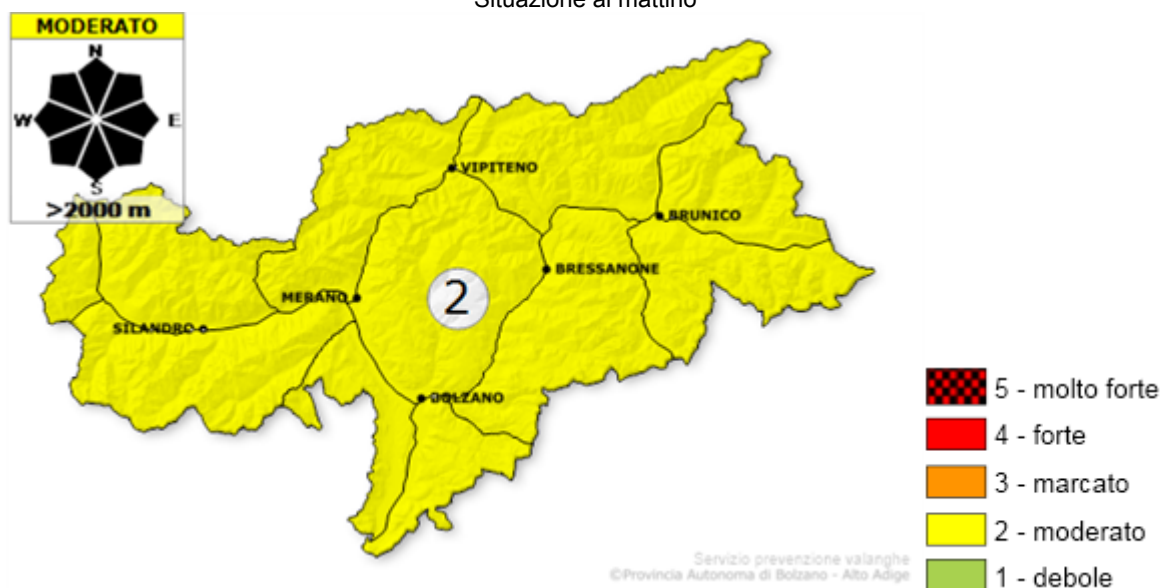 Situazione al mattino
MODERATO
N
W
E
S
>2000 m
VIPITENO
BRUNICO
BRESSANONE
MERANO
2
SILANDRO
BOLZANO
5 - molto forte
4 - forte
3 - marcato
2 - moderato
1 - debole
Servizio prevenzione valanghe
©Provincia Autonoma di Bolzano - Alto Adige